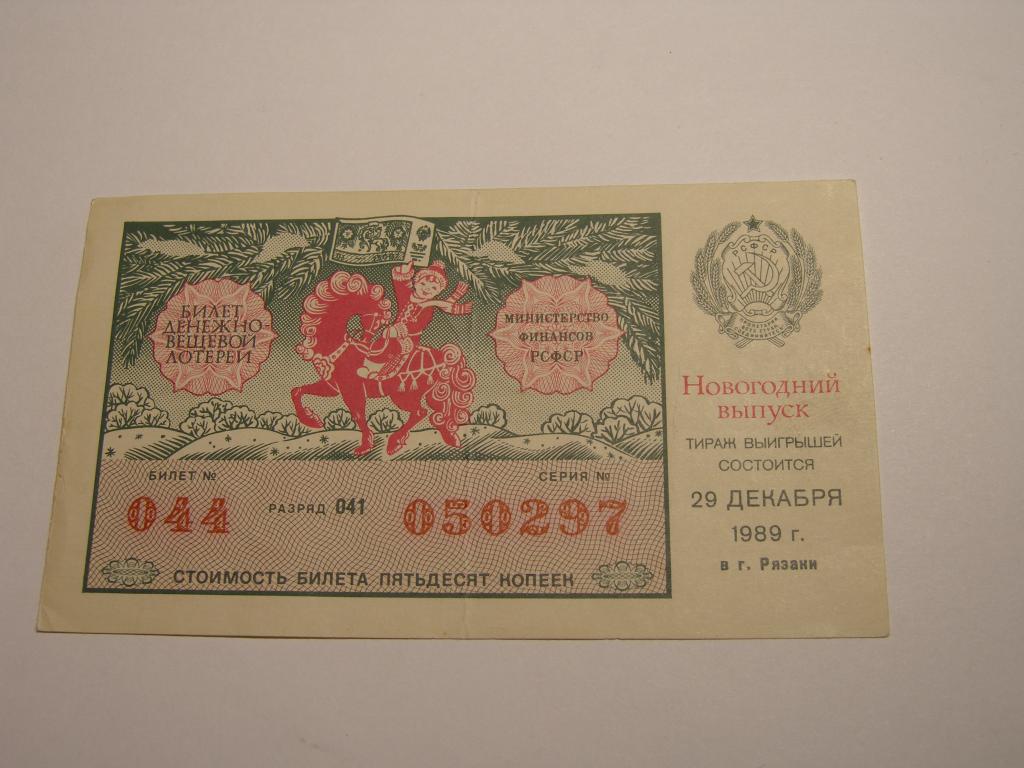 БИЛЕТ
ДЕНЕЖНО-
ВЕЩЕВОЙ
ЛОТЕРЕИ
МИНИСТЕРСТВО
ФИНАНСОВ
РСФСР
БИЛЕТ №
044
РАЗРЯД 041
СЕРИЯ №
050297
СТОИМОСТЬ БИЛЕТА ПЯТЬДЕСЯТ КОПЕЕК
РСФСР
Новогодний
выпуск
ТИРАЖ ВЫИГРЫШЕЙ
СОСТОИТСЯ
29 ДЕКАБРЯ
1989 г.
в г. Рязани